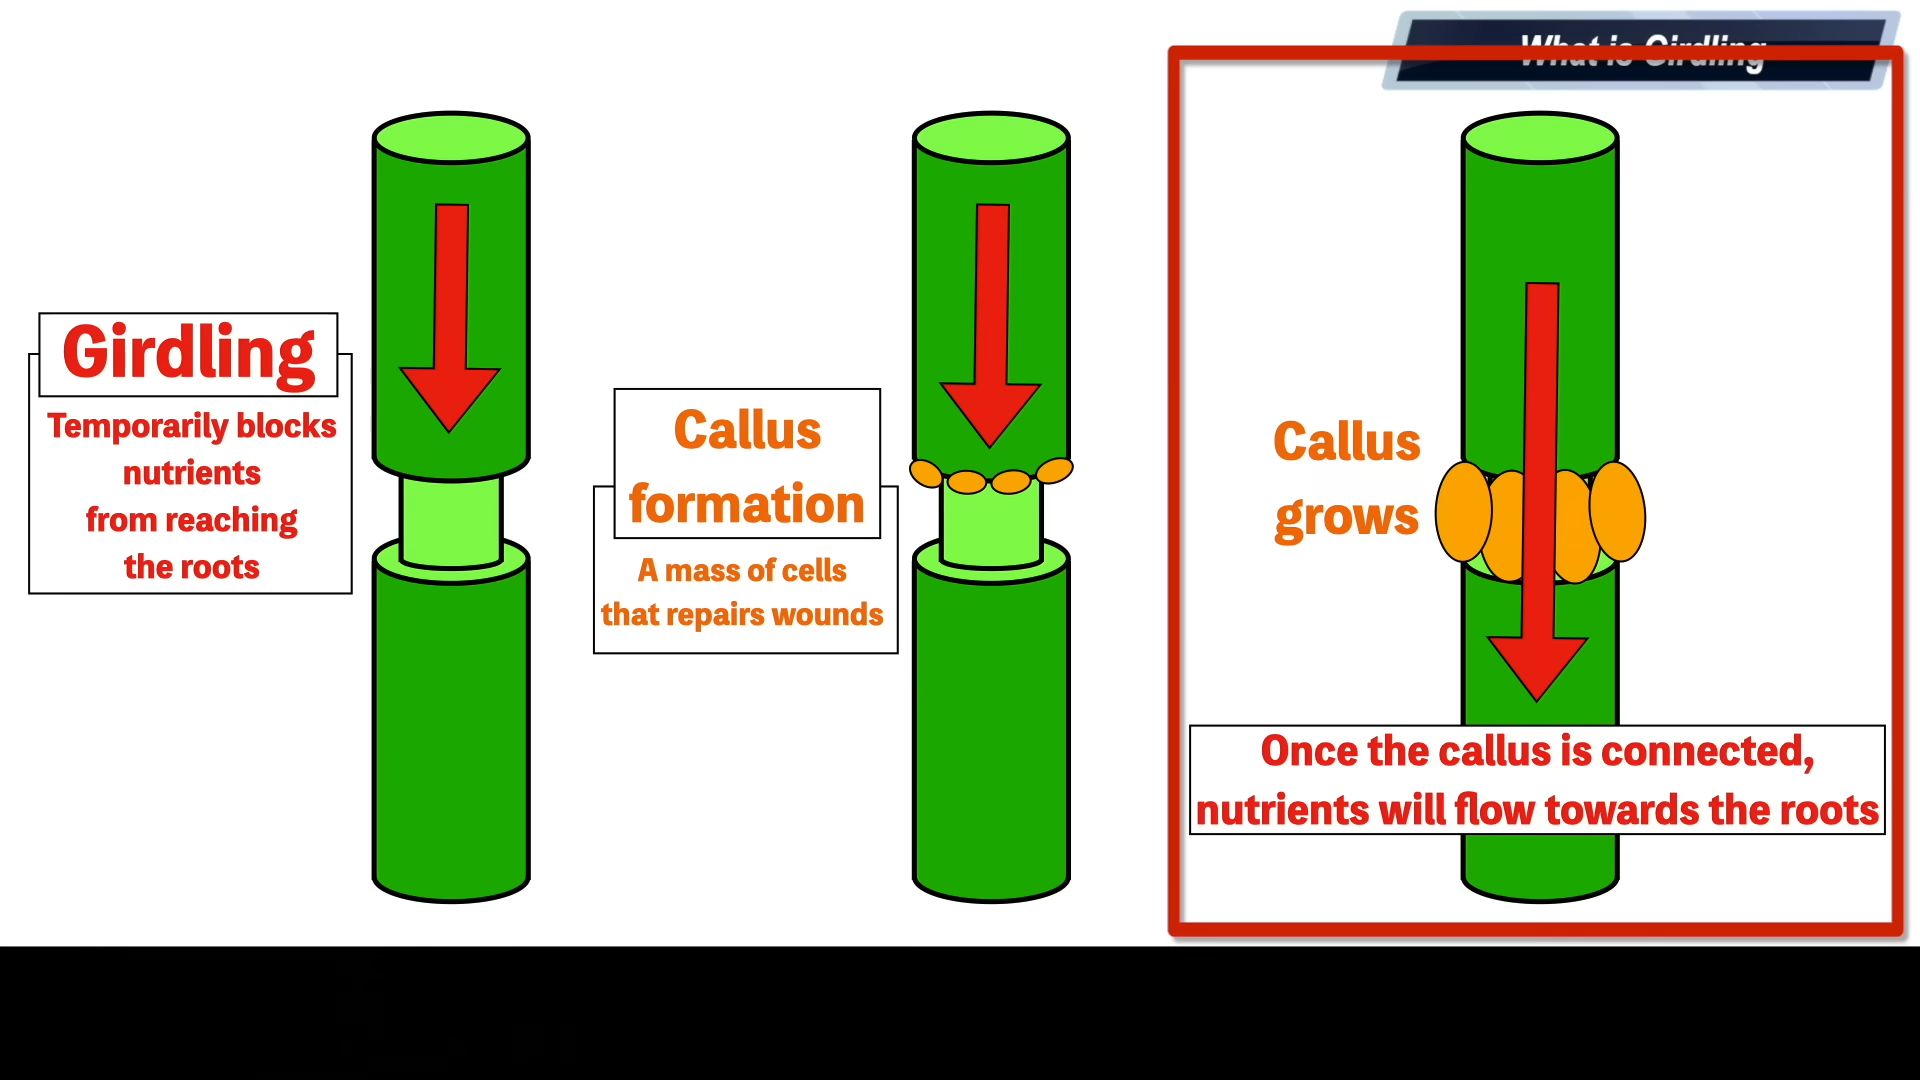 What is Girdling
Girdling
Temporarily blocks
nutrients
from reaching
the roots
Callus
formation
A mass of cells
that repairs wounds
Callus
grows
Once the callus is connected,
nutrients will flow towards the roots